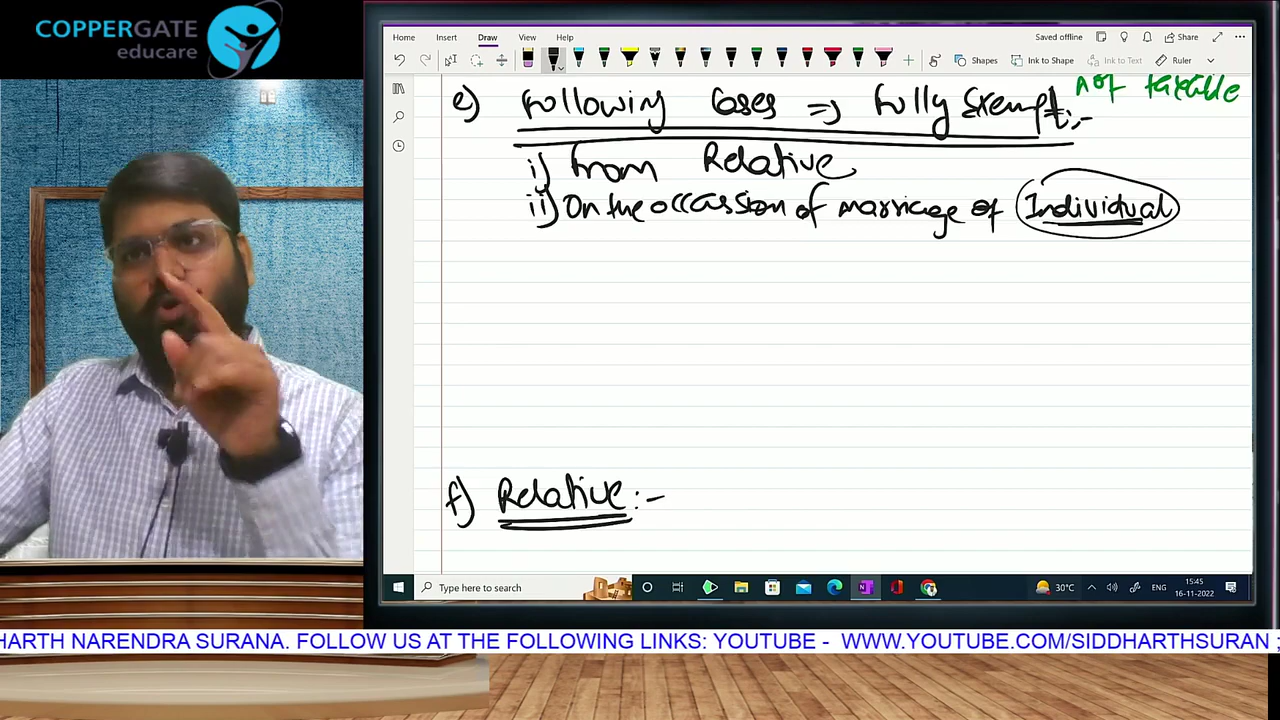 COPPERGATE
educare
Home Insert Draw View Help
Saved offline
Share
Shapes
Ink to Shape
Ink to Text
Ruler
not taxable
e) Following Cases => Fully Exempt:-
i) From Relative
ii) On the occassion of marriage of Individual
f) Relative :-
Type here to search
30°C
ENG
15:45
16-11-2022
HARTH NARENDRA SURANA. FOLLOW US AT THE FOLLOWING LINKS: YOUTUBE - WWW.YOUTUBE.COM/SIDDHARTHSURAN ;